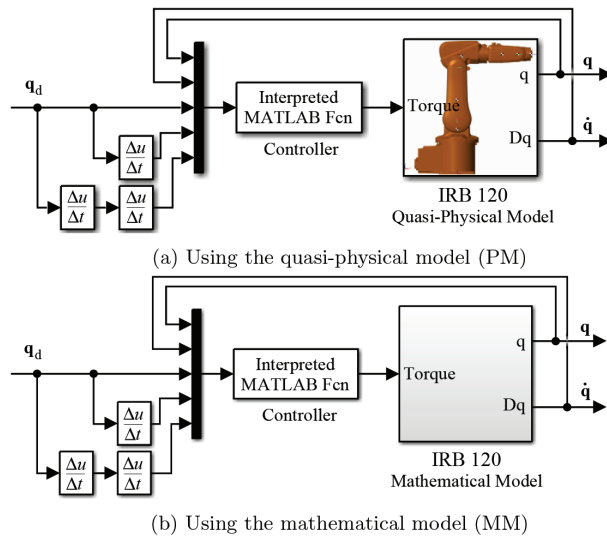 q
q_d
Interpreted
MATLAB Fcn
Controller
Torque
q
Dq
q̇
Δu
Δt
Δu
Δt
Δu
Δt
IRB 120
Quasi-Physical Model
(a) Using the quasi-physical model (PM)
q
q_d
Interpreted
MATLAB Fcn
Controller
Torque
q
Dq
q̇
Δu
Δt
Δu
Δt
Δu
Δt
IRB 120
Mathematical Model
(b) Using the mathematical model (MM)